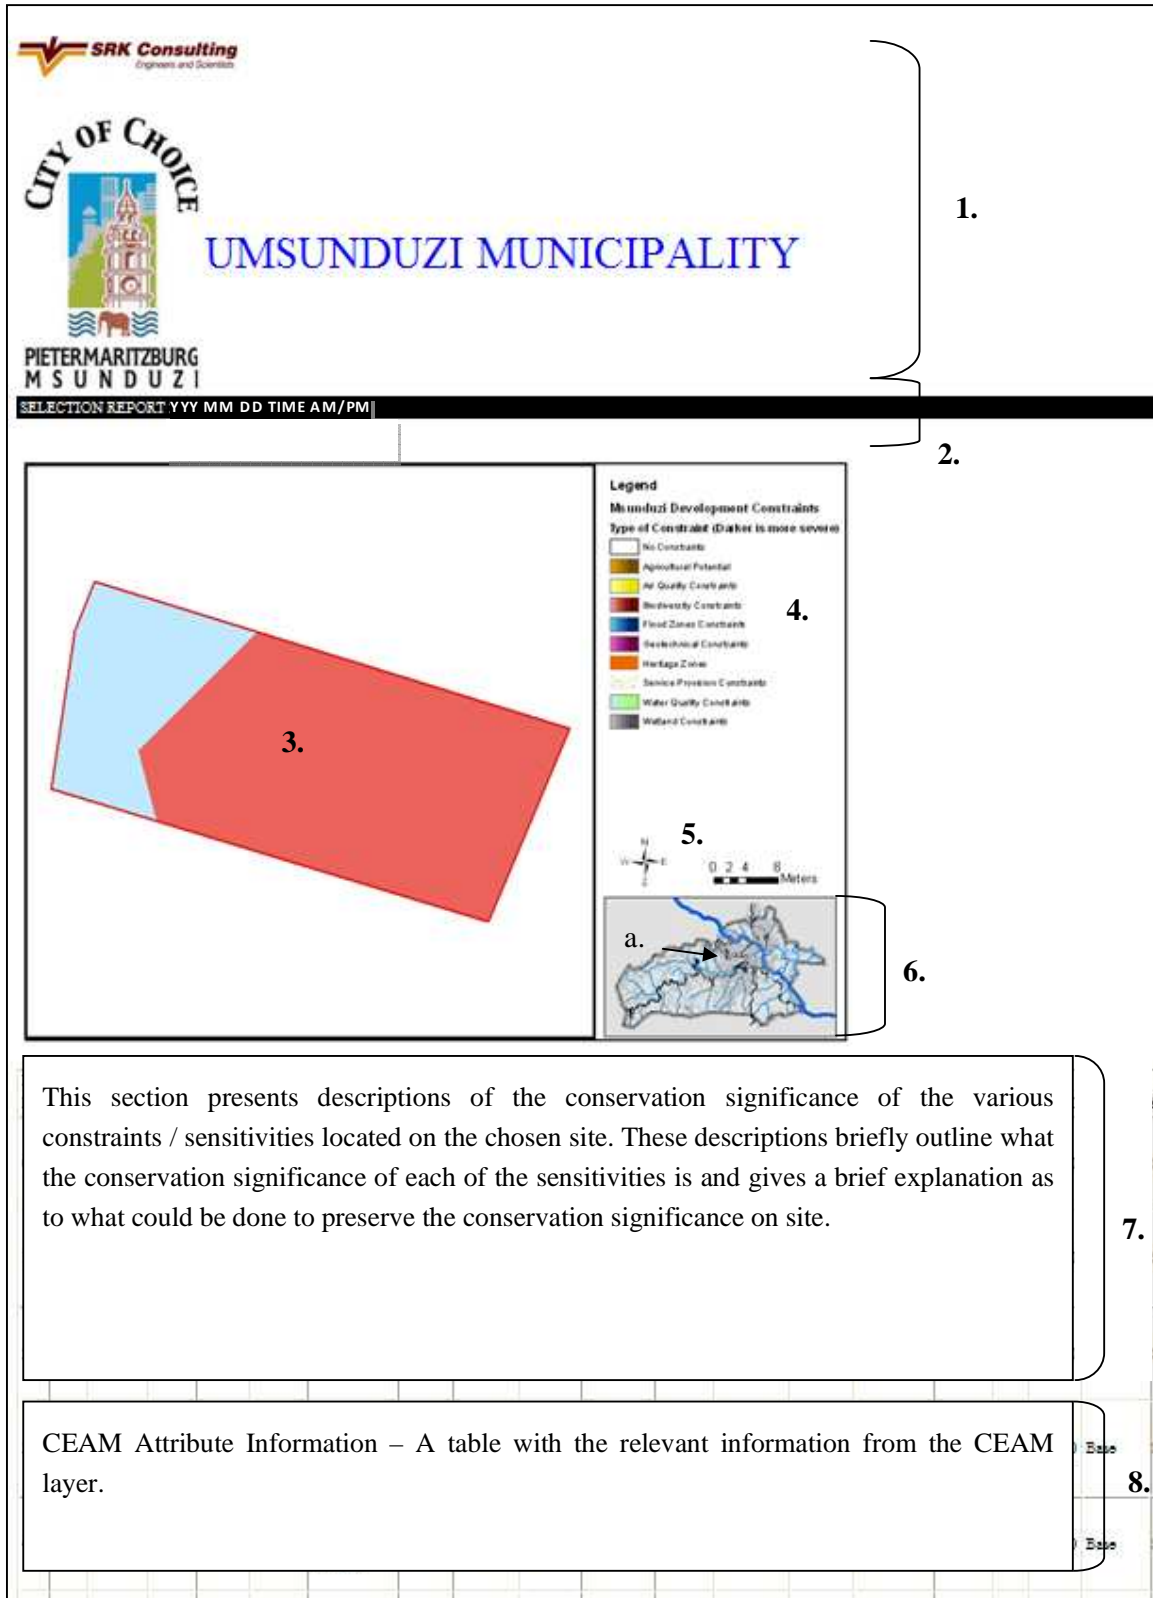 SRK Consulting
Engineers and Scientists
CITY OF CHOICE
UMSUNDUZI MUNICIPALITY
PIETERMARITZBURG
MSUNDUZI
1.
SELECTION REPORT YYY MM DD TIME AM/PM
2.
Legend
Msunduzi Development Constraints
Type of Constraint (Darker is more severe)
No Constraints
Agricultural Potential
Air Quality Constraints
Biodiversity Constraints
Flood Zones Constraints
Geotechnical Constraints
Heritage Zones
Service Provision Constraints
Water Quality Constraints
Wetland Constraints
4.
3.
5.
N
W E
S
0 2 4 8
Meters
a.
6.
This section presents descriptions of the conservation significance of the various
constraints / sensitivities located on the chosen site. These descriptions briefly outline what
the conservation significance of each of the sensitivities is and gives a brief explanation as
to what could be done to preserve the conservation significance on site.
7.
CEAM Attribute Information – A table with the relevant information from the CEAM
layer.
Base
8.
Base